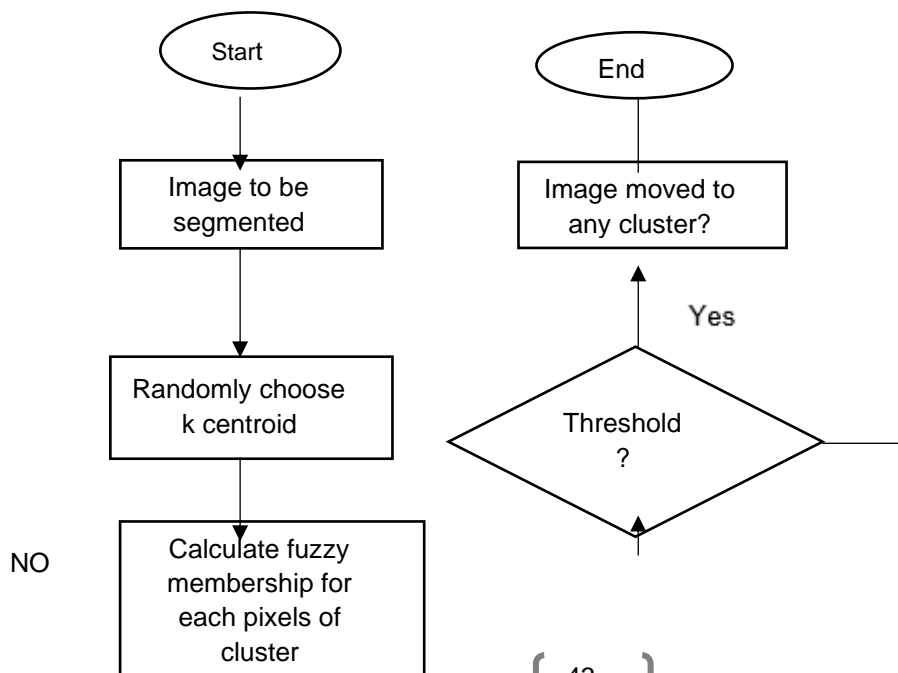 Start
Image to be
segmented
Randomly choose
k centroid
NO
Calculate fuzzy
membership for
each pixels of
cluster
End
Image moved to
any cluster?
Yes
Threshold
?